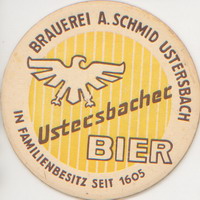 BRAUEREI A. SCHMID USTERSBACH
Ustersbacher
BIER
IN FAMILIENBESITZ SEIT 1605